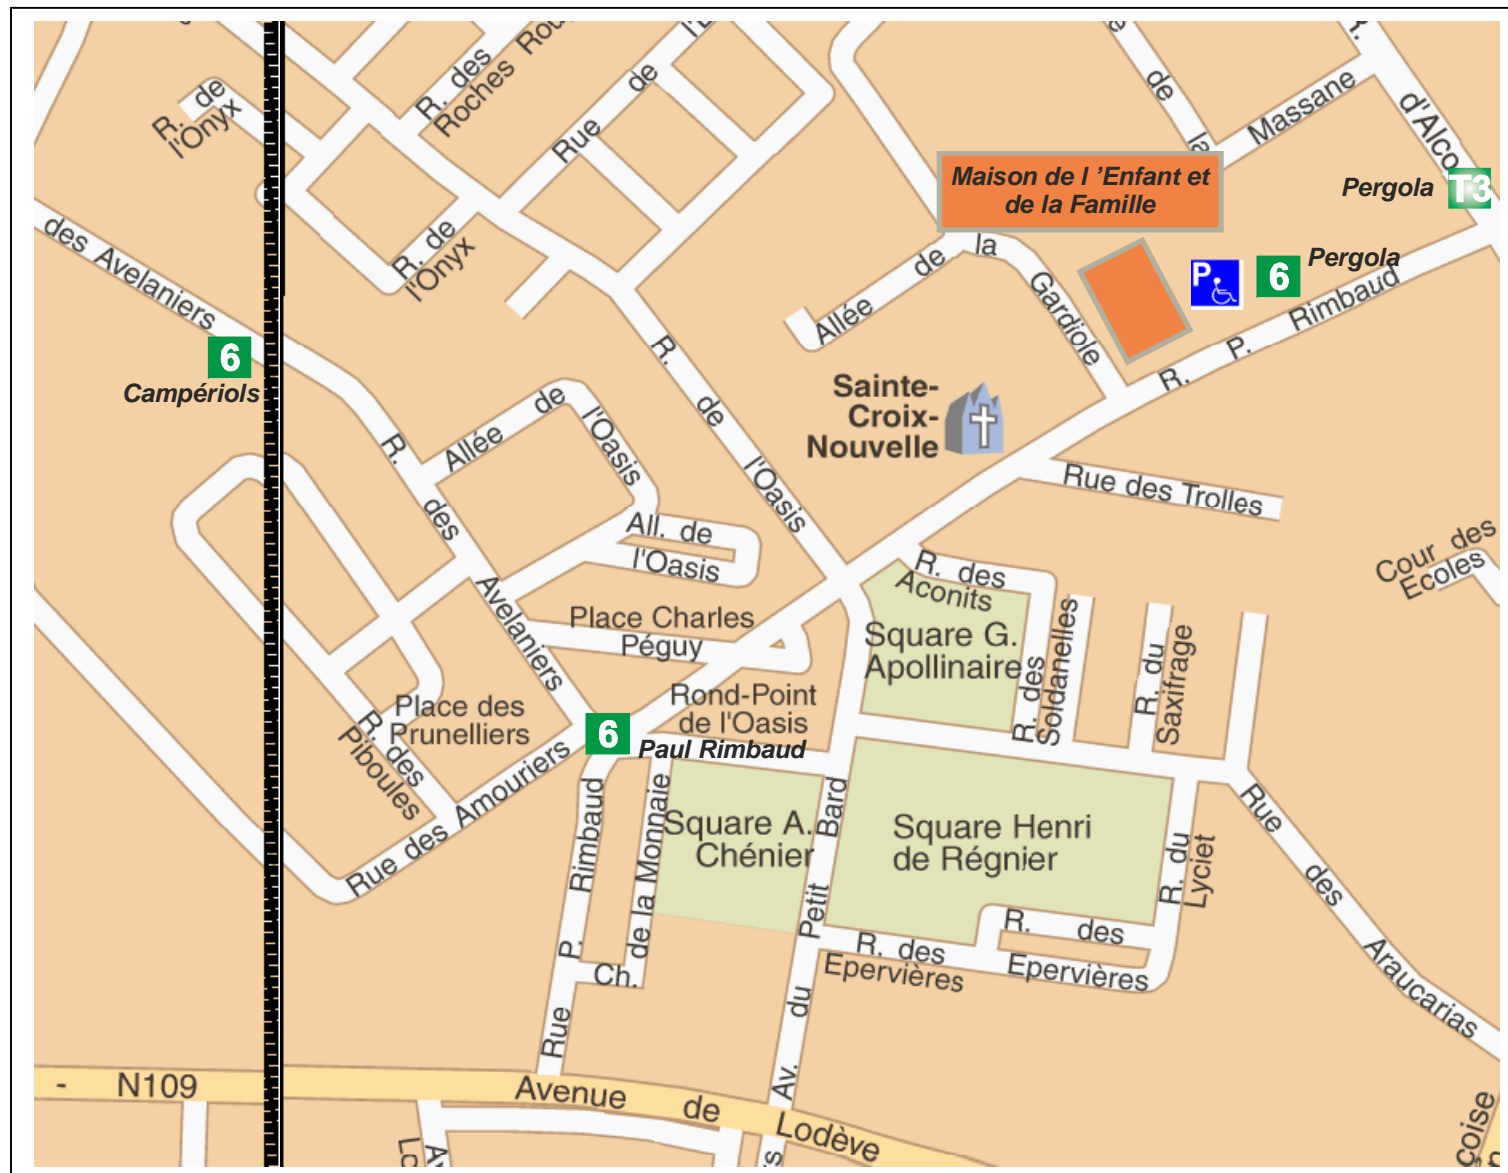 R. de
l'Onyx
R. des
Roches
Rue de
de la
Massane
d'Alco
Maison de l ’Enfant et
de la Famille
Pergola T3
Pergola
P
6
R. P. Rimbaud
Allée de la Gardiole
R. de
l'Onyx
des Avelaniers
6
Campériols
R. de l'Oasis
Sainte-
Croix-
Nouvelle
Rue des Trolles
Cour des
Ecoles
Allée de l'Oasis
All. de
l'Oasis
R. des Avelaniers
Place Charles
Péguy
R. des
Aconits
Square G.
Apollinaire
R. des
Soldanelles
R. du
Saxifrage
Rond-Point
de l'Oasis
Place des
Prunelliers
R. des
Piboules
6
Paul Rimbaud
Rue des Amouriers
Rue P. Rimbaud
Ch. de la Monnaie
Square A.
Chénier
Av. du Petit Bard
Square Henri
de Régnier
R. du
Lyciet
R. des
Epervières
R. des
Epervières
Rue des Araucarias
- N109
Avenue de Lodève